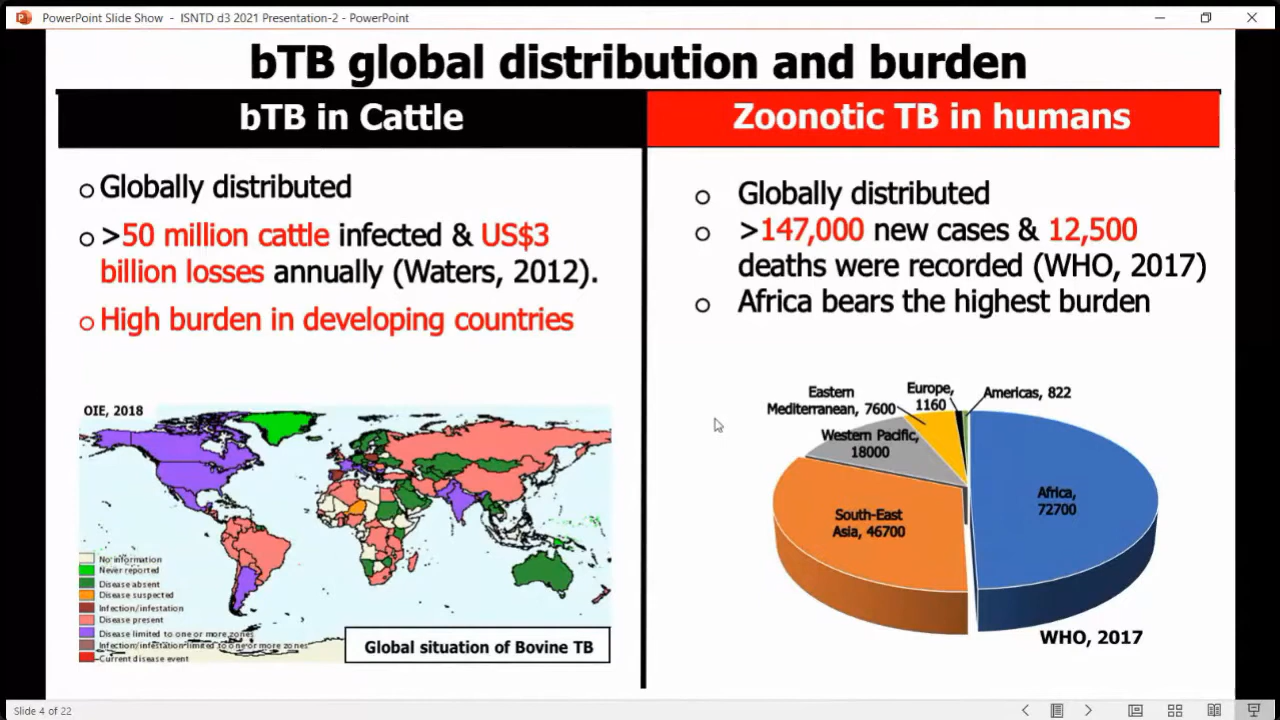 PowerPoint Slide Show - ISNTD d3 2021 Presentation-2 - PowerPoint
bTB global distribution and burden
bTB in Cattle
Globally distributed
>50 million cattle infected & US$3
billion losses annually (Waters, 2012).
High burden in developing countries
OIE, 2018
No information
Never reported
Disease absent
Disease suspected
Infection/infestation
Disease present
Disease limited to one or more zones
Infection/infestation limited to one or more zones
Current disease event
Global situation of Bovine TB
Zoonotic TB in humans
Globally distributed
>147,000 new cases & 12,500
deaths were recorded (WHO, 2017)
Africa bears the highest burden
Eastern
Mediterranean, 7600
Europe,
1160
Americas, 822
Western Pacific,
18000
Africa,
72700
South-East
Asia, 46700
WHO, 2017
Slide 4 of 22